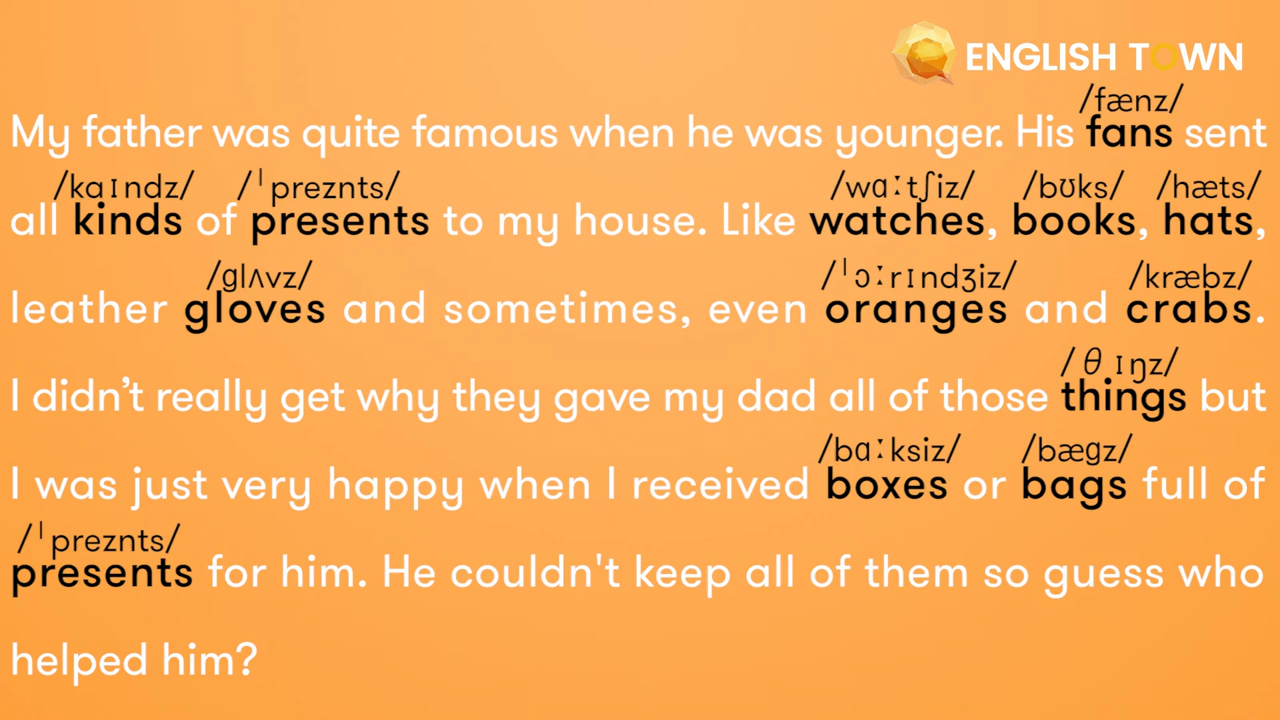 ENGLISH TOWN
/fænz/
My father was quite famous when he was younger. His fans sent
/kaɪndz/ /ˈpreznts/ /wɑːtʃiz/ /bʊks/ /hæts/
all kinds of presents to my house. Like watches, books, hats,
/glʌvz/ /ˈɔːrɪndʒiz/ /kræbz/
leather gloves and sometimes, even oranges and crabs.
/θɪŋz/
I didn’t really get why they gave my dad all of those things but
/bɑːksiz/ /bægz/
I was just very happy when I received boxes or bags full of
/ˈpreznts/
presents for him. He couldn't keep all of them so guess who
helped him?